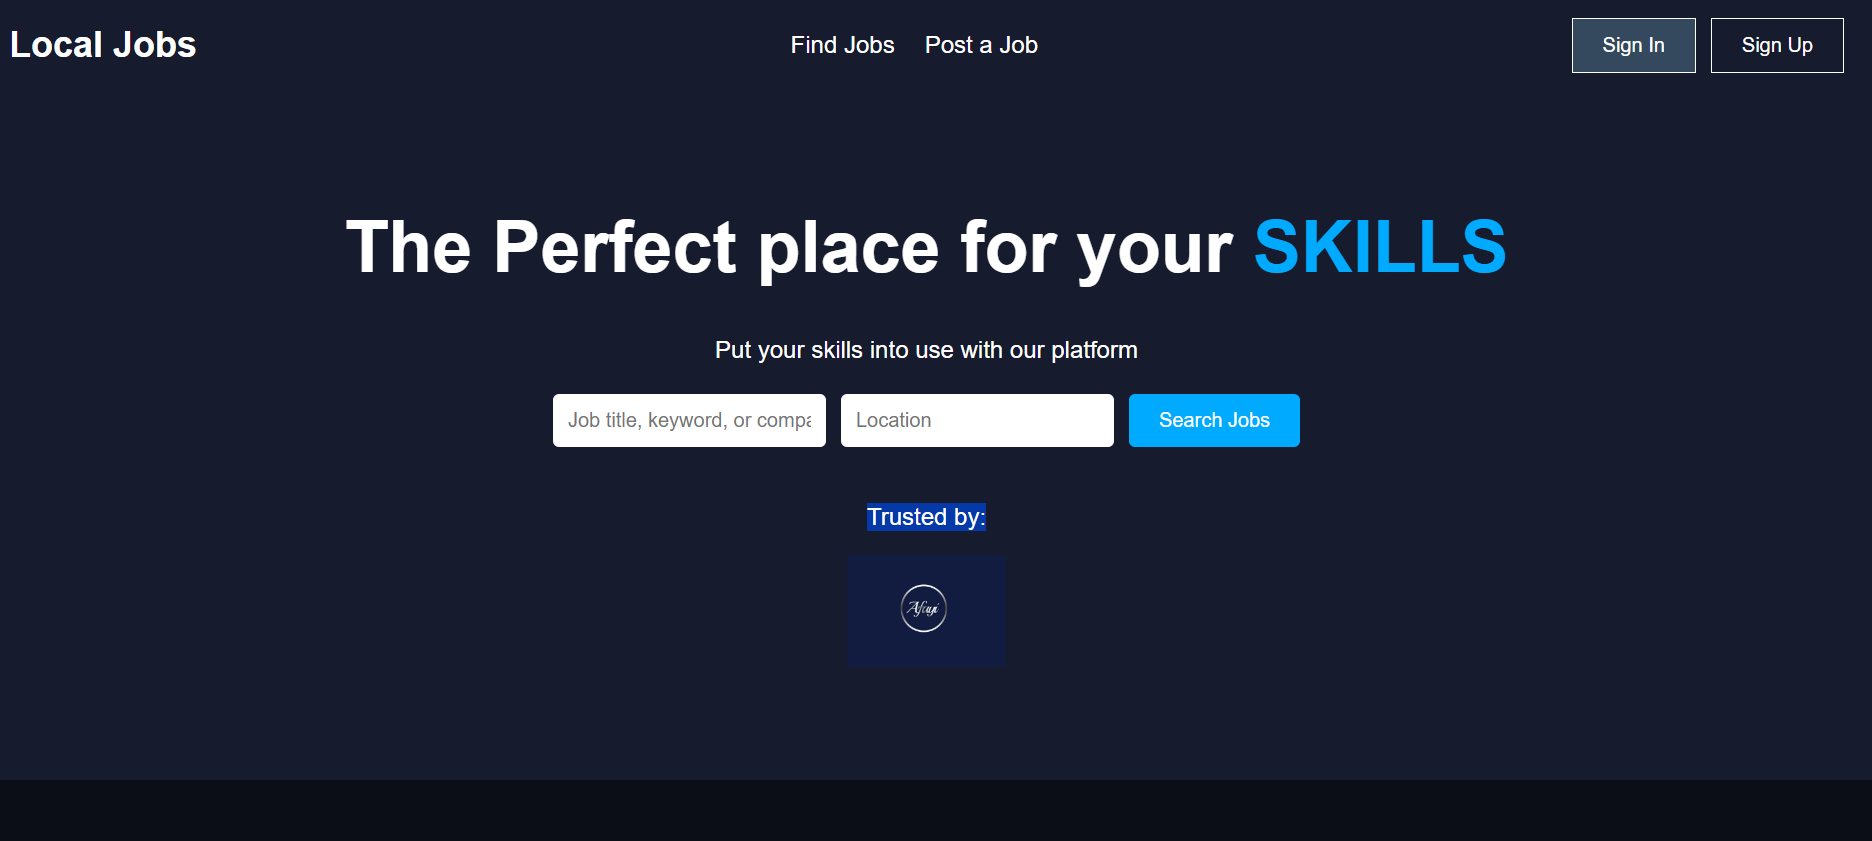 Local Jobs
Find Jobs
Post a Job
Sign In
Sign Up
The Perfect place for your SKILLS
Put your skills into use with our platform
Job title, keyword, or compa
Location
Search Jobs
Trusted by: